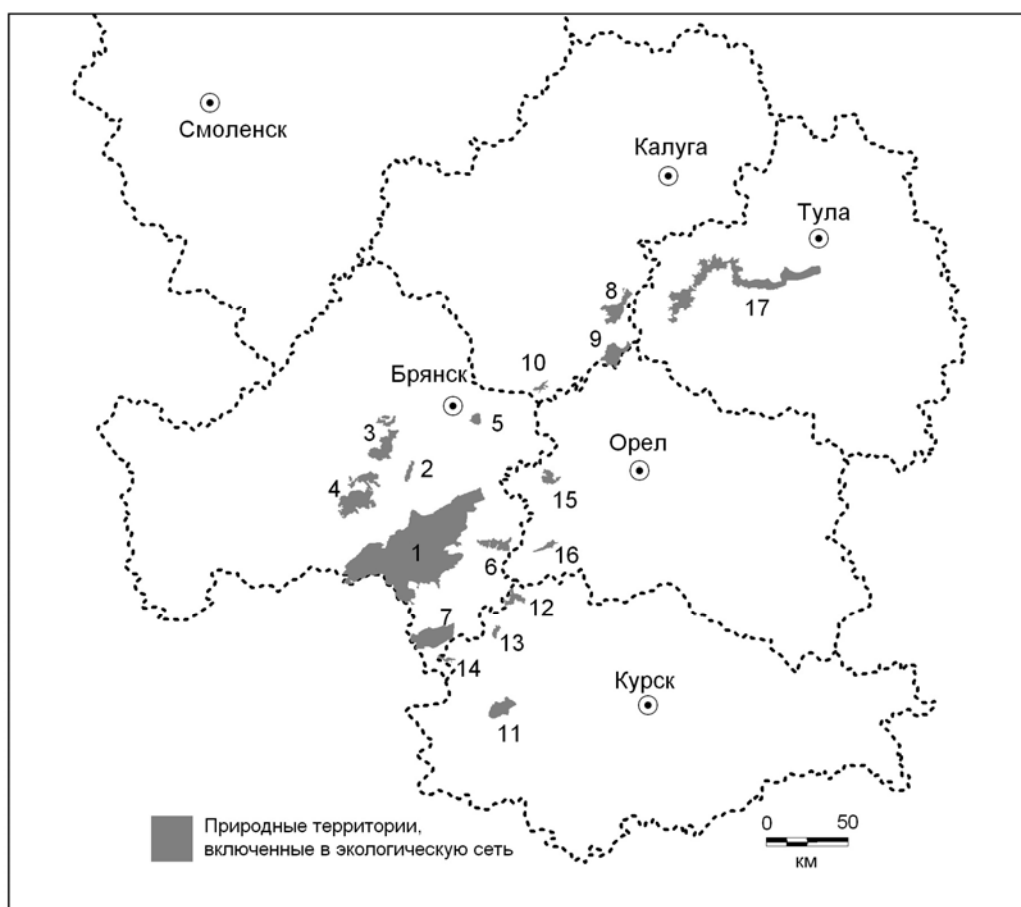 Смоленск
Калуга
Тула
8
17
9
10
Брянск
5
3
Орел
2
4
15
1
6
16
12
7
13
14
Курск
11
Природные территории,
включенные в экологическую сеть
0 50
км